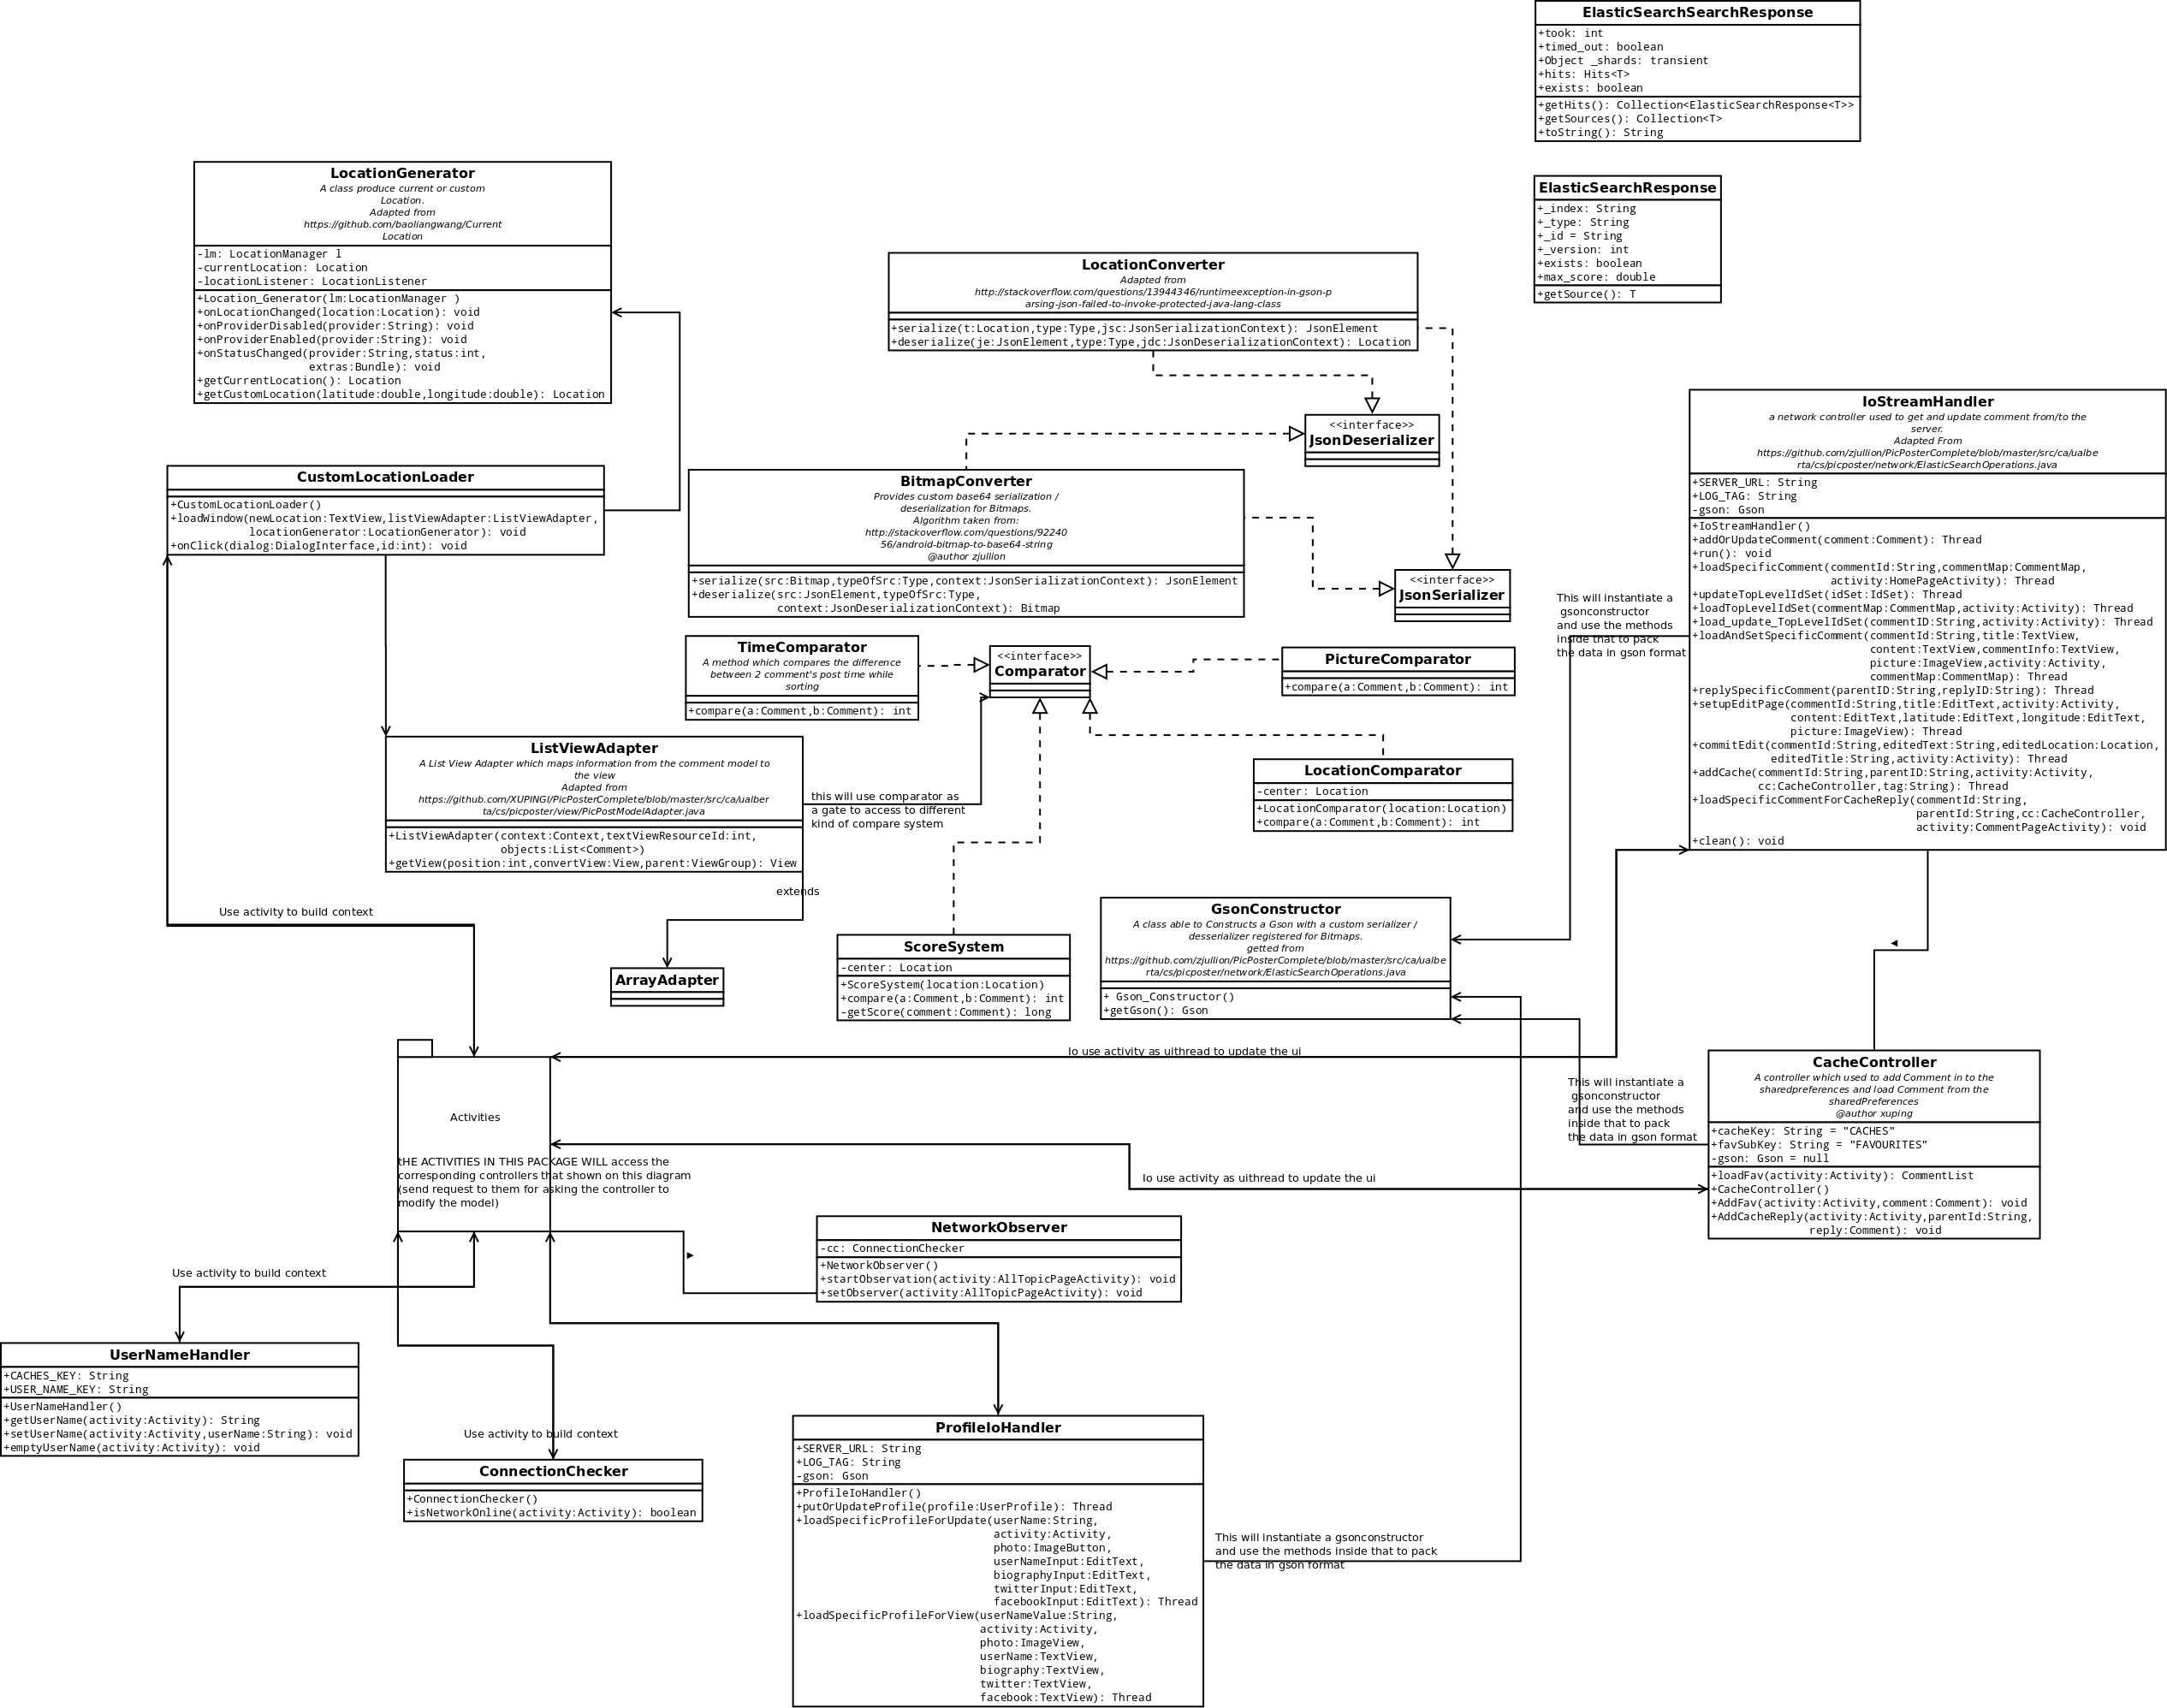 ElasticSearchSearchResponse
+took: int
+timed_out: boolean
+Object _shards: transient
+hits: Hits<T>
+exists: boolean
+getHits(): Collection<ElasticSearchResponse<T>>
+getSources(): Collection<T>
+toString(): String
LocationGenerator
A class produce current or custom
Location.
Adapted from
https://github.com/baoliangwang/Current
Location
-lm: LocationManager l
-currentLocation: Location
-locationListener: LocationListener
+Location_Generator(lm:LocationManager )
+onLocationChanged(location:Location): void
+onProviderDisabled(provider:String): void
+onProviderEnabled(provider:String): void
+onStatusChanged(provider:String,status:int,
extras:Bundle): void
+getCurrentLocation(): Location
+getCustomLocation(latitude:double,longitude:double): Location
ElasticSearchResponse
+_index: String
+_type: String
+_id = String
+_version: int
+exists: boolean
+max_score: double
+getSource(): T
LocationConverter
Adapted from
http://stackoverflow.com/questions/13944346/runtimeexception-in-gson-p
arsing-json-failed-to-invoke-protected-java-lang-class
+serialize(t:Location,type:Type,jsc:JsonSerializationContext): JsonElement
+deserialize(je:JsonElement,type:Type,jdc:JsonDeserializationContext): Location
<<interface>>
JsonDeserializer
IoStreamHandler
a network controller used to get and update comment from/to the
server.
Adapted From
https://github.com/zjullion/PicPosterComplete/blob/master/src/ca/ualbe
rta/cs/picposter/network/ElasticSearchOperations.java
+SERVER_URL: String
+LOG_TAG: String
-gson: Gson
+IoStreamHandler()
+addOrUpdateComment(comment:Comment): Thread
+run(): void
+loadSpecificComment(commentId:String,commentMap:CommentMap,
activity:HomePageActivity): Thread
+updateTopLevelIdSet(idSet:IdSet): Thread
+loadTopLevelIdSet(commentMap:CommentMap,activity:Activity): Thread
+load_update_TopLevelIdSet(commentID:String,activity:Activity): Thread
+loadAndSetSpecificComment(commentId:String,title:TextView,
content:TextView,commentInfo:TextView,
picture:ImageView,activity:Activity,
commentMap:CommentMap): Thread
+replySpecificComment(parentID:String,replyID:String): Thread
+setupEditPage(commentId:String,title:EditText,activity:Activity,
content:EditText,latitude:EditText,longitude:EditText,
picture:ImageView): Thread
+commitEdit(commentId:String,editedText:String,editedLocation:Location,
editedTitle:String,activity:Activity): Thread
+addCache(commentId:String,parentID:String,activity:Activity,
cc:CacheController,tag:String): Thread
+loadSpecificCommentForCacheReply(commentId:String,
parentId:String,cc:CacheController,
activity:CommentPageActivity): void
+clean(): void
CustomLocationLoader
+CustomLocationLoader()
+loadWindow(newLocation:TextView,listViewAdapter:ListViewAdapter,
locationGenerator:LocationGenerator): void
+onClick(dialog:DialogInterface,id:int): void
BitmapConverter
Provides custom base64 serialization /
deserialization for Bitmaps.
Algorithm taken from:
http://stackoverflow.com/questions/92240
56/android-bitmap-to-base64-string
@author zjullion
+serialize(src:Bitmap,typeOfSrc:Type,context:JsonSerializationContext): JsonElement
+deserialize(src:JsonElement,typeOfSrc:Type,
context:JsonDeserializationContext): Bitmap
<<interface>>
JsonSerializer
This will instantiate a
gsonconstructor
and use the methods
inside that to pack
the data in gson format
TimeComparator
A method which compares the difference
between 2 comment's post time while
sorting
+compare(a:Comment,b:Comment): int
<<interface>>
Comparator
PictureComparator
+compare(a:Comment,b:Comment): int
ListViewAdapter
A List View Adapter which maps information from the comment model to
the view
Adapted from
https://github.com/XUPINGI/PicPosterComplete/blob/master/src/ca/ualber
ta/cs/picposter/view/PicPostModelAdapter.java
+ListViewAdapter(context:Context,textViewResourceId:int,
objects:List<Comment>)
+getView(position:int,convertView:View,parent:ViewGroup): View
this will use comparator as
a gate to access to different
kind of compare system
LocationComparator
-center: Location
+LocationComparator(location:Location)
+compare(a:Comment,b:Comment): int
extends
Use activity to build context
ArrayAdapter
ScoreSystem
-center: Location
+ScoreSystem(location:Location)
+compare(a:Comment,b:Comment): int
-getScore(comment:Comment): long
GsonConstructor
A class able to Constructs a Gson with a custom serializer /
desserializer registered for Bitmaps.
getted from
https://github.com/zjullion/PicPosterComplete/blob/master/src/ca/ualbe
rta/cs/picposter/network/ElasticSearchOperations.java
+ Gson_Constructor()
+getGson(): Gson
Io use activity as uithread to update the ui
Activities
tHE ACTIVITIES IN THIS PACKAGE WILL access the
corresponding controllers that shown on this diagram
(send request to them for asking the controller to
modify the model)
This will instantiate a
gsonconstructor
and use the methods
inside that to pack
the data in gson format
CacheController
A controller which used to add Comment in to the
sharedpreferences and load Comment from the
sharedPreferences
@author xuping
+cacheKey: String = "CACHES"
+favSubKey: String = "FAVOURITES"
-gson: Gson = null
+loadFav(activity:Activity): CommentList
+CacheController()
+AddFav(activity:Activity,comment:Comment): void
+AddCacheReply(activity:Activity,parentId:String,
reply:Comment): void
Io use activity as uithread to update the ui
NetworkObserver
-cc: ConnectionChecker
+NetworkObserver()
+startObservation(activity:AllTopicPageActivity): void
+setObserver(activity:AllTopicPageActivity): void
Use activity to build context
UserNameHandler
+CACHES_KEY: String
+USER_NAME_KEY: String
+UserNameHandler()
+getUserName(activity:Activity): String
+setUserName(activity:Activity,userName:String): void
+emptyUserName(activity:Activity): void
Use activity to build context
ConnectionChecker
+ConnectionChecker()
+isNetworkOnline(activity:Activity): boolean
ProfileIoHandler
+SERVER_URL: String
+LOG_TAG: String
-gson: Gson
+ProfileIoHandler()
+putOrUpdateProfile(profile:UserProfile): Thread
+loadSpecificProfileForUpdate(userName:String,
activity:Activity,
photo:ImageButton,
userNameInput:EditText,
biographyInput:EditText,
twitterInput:EditText,
facebookInput:EditText): Thread
+loadSpecificProfileForView(userNameValue:String,
activity:Activity,
photo:ImageView,
userName:TextView,
biography:TextView,
twitter:TextView,
facebook:TextView): Thread
This will instantiate a gsonconstructor
and use the methods inside that to pack
the data in gson format